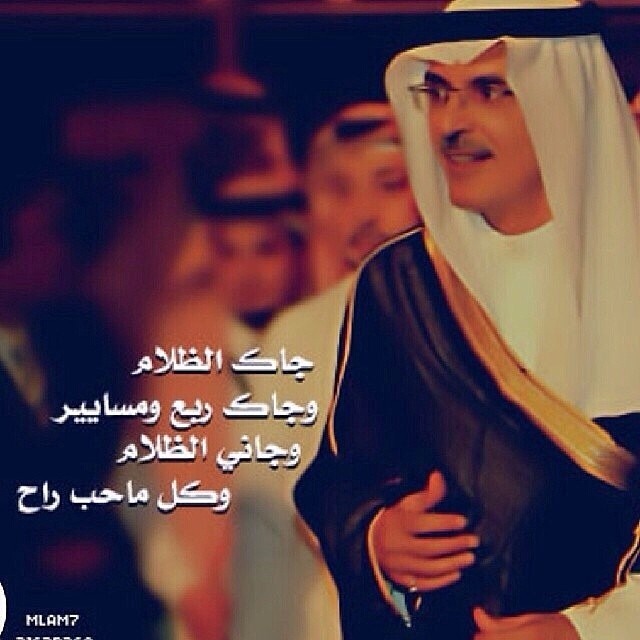 جاك الظلام
وجاك ربع ومسايير
وجاني الظلام
وكل ماحب راح
MLAM7